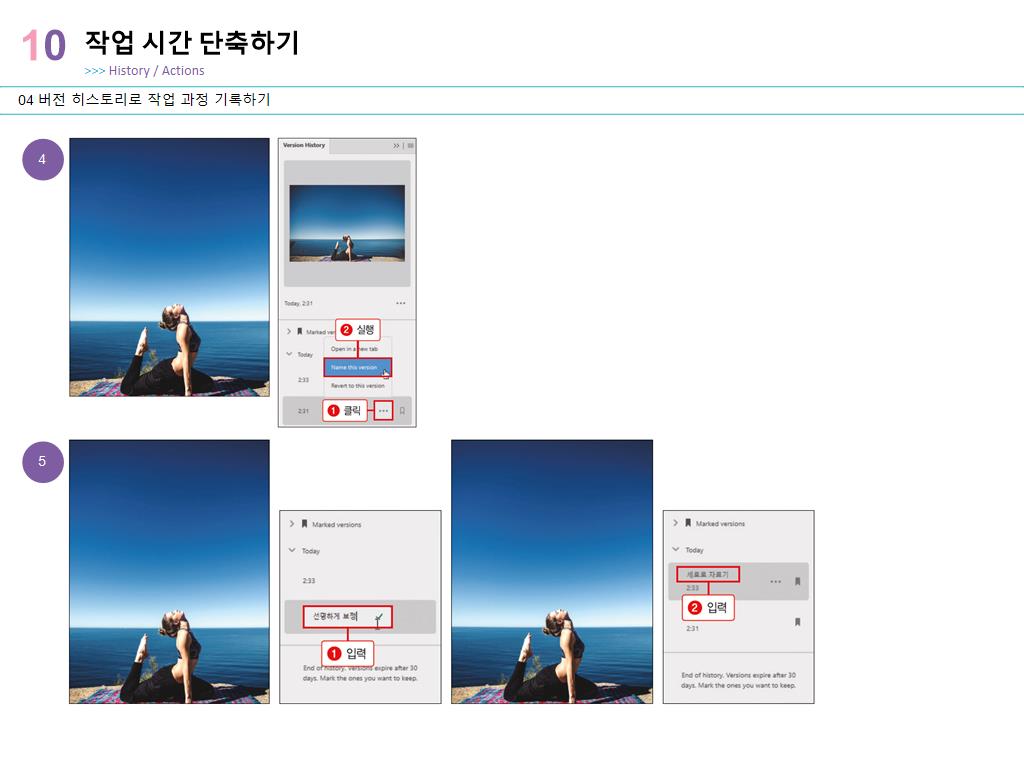 10 작업 시간 단축하기
>>> History / Actions
04 버전 히스토리로 작업 과정 기록하기
4
Version History
Today, 2:31
Marked ver
2 실행
Open in a new tab
Today
Name this version
2:33
Revert to this version
2:31
1 클릭
5
Marked versions
Today
2:33
선명하게 보정
1 입력
End of history. Versions expire after 30
days. Mark the ones you want to keep.
Marked versions
Today
세로로 자르기
2:33
2 입력
2:31
End of history. Versions expire after 30
days. Mark the ones you want to keep.